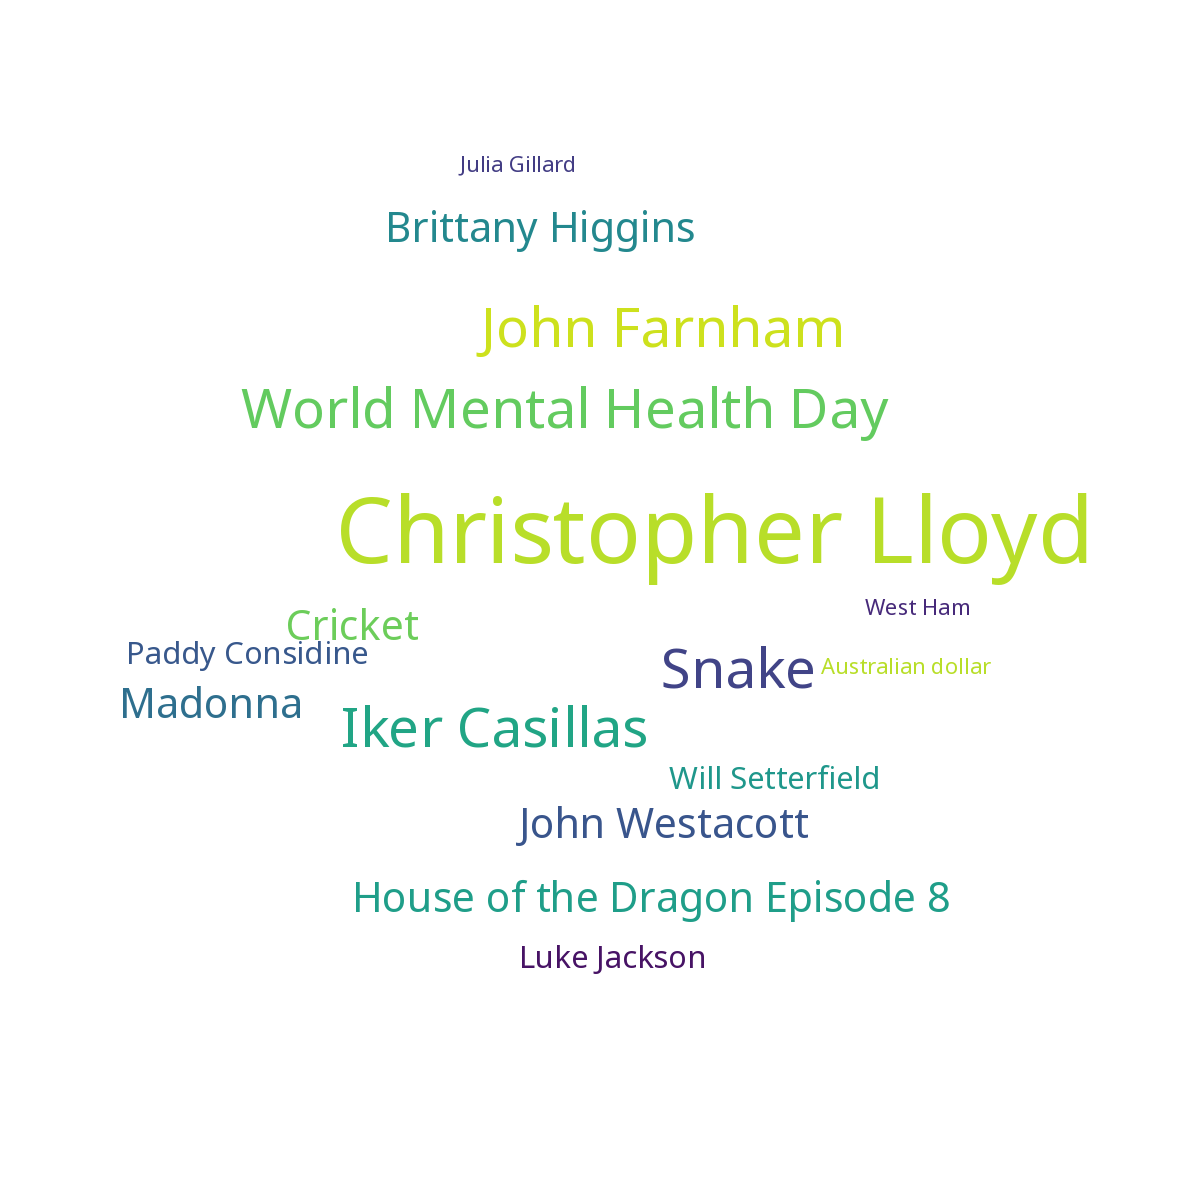 Julia Gillard
Brittany Higgins
John Farnham
World Mental Health Day
Christopher Lloyd
West Ham
Cricket
Paddy Considine
Snake
Australian dollar
Madonna
Iker Casillas
Will Setterfield
John Westacott
House of the Dragon Episode 8
Luke Jackson